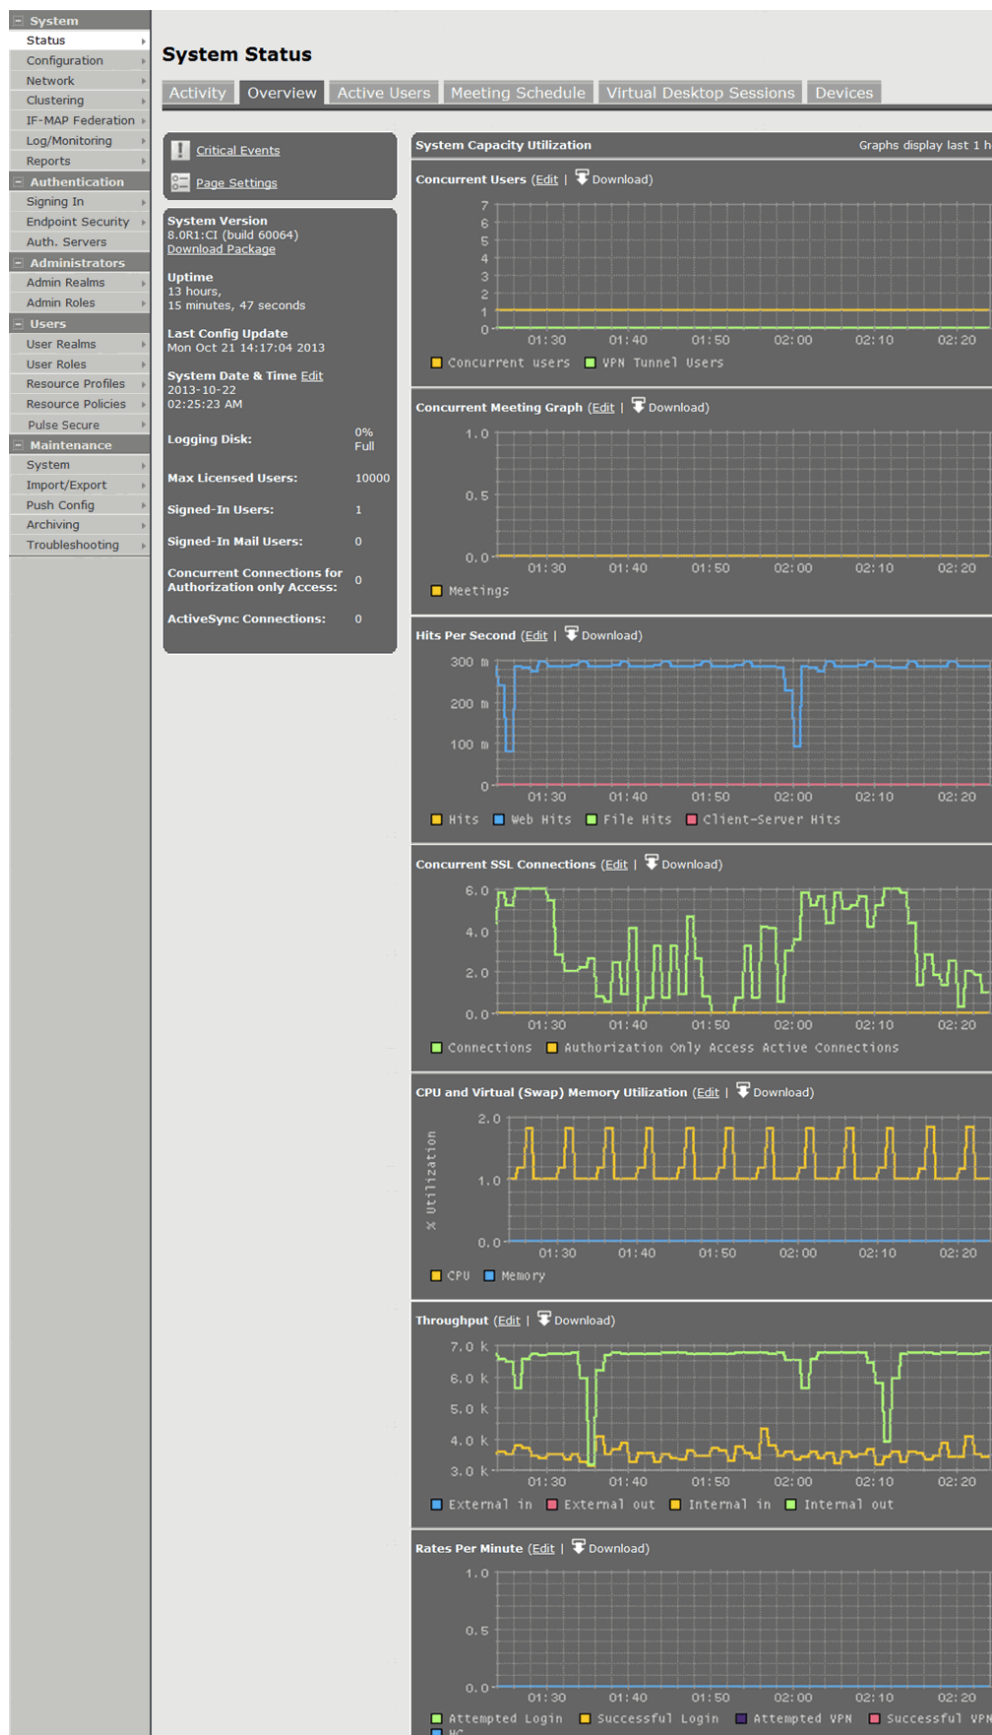 System
Status
Configuration
Network
Clustering
IF-MAP Federation
Log/Monitoring
Reports
Authentication
Signing In
Endpoint Security
Auth. Servers
Administrators
Admin Realms
Admin Roles
Users
User Realms
User Roles
Resource Profiles
Resource Policies
Pulse Secure
Maintenance
System
Import/Export
Push Config
Archiving
Troubleshooting
System Status
Activity Overview Active Users Meeting Schedule Virtual Desktop Sessions Devices
Critical Events
Page Settings
System Version
8.0R1:CI (build 60064)
Download Package
Uptime
13 hours,
15 minutes, 47 seconds
Last Config Update
Mon Oct 21 14:17:04 2013
System Date & Time Edit
2013-10-22
02:25:23 AM
Logging Disk: 0%
Full
Max Licensed Users: 10000
Signed-In Users: 1
Signed-In Mail Users: 0
Concurrent Connections for
Authorization only Access: 0
ActiveSync Connections: 0
System Capacity Utilization Graphs display last 1 h
Concurrent Users (Edit | Download)
7
6
5
4
3
2
1
0
01:30 01:40 01:50 02:00 02:10 02:20
Concurrent users VPN Tunnel Users
Concurrent Meeting Graph (Edit | Download)
1.0
0.5
0.0
01:30 01:40 01:50 02:00 02:10 02:20
Meetings
Hits Per Second (Edit | Download)
300 m
200 m
100 m
0
01:30 01:40 01:50 02:00 02:10 02:20
Hits Web Hits File Hits Client-Server Hits
Concurrent SSL Connections (Edit | Download)
6.0
4.0
2.0
0.0
01:30 01:40 01:50 02:00 02:10 02:20
Connections Authorization Only Access Active Connections
CPU and Virtual (Swap) Memory Utilization (Edit | Download)
% Utilization
2.0
1.0
0.0
01:30 01:40 01:50 02:00 02:10 02:20
CPU Memory
Throughput (Edit | Download)
7.0 k
6.0 k
5.0 k
4.0 k
3.0 k
01:30 01:40 01:50 02:00 02:10 02:20
External in External out Internal in Internal out
Rates Per Minute (Edit | Download)
1.0
0.5
0.0
01:30 01:40 01:50 02:00 02:10 02:20
Attempted Login Successful Login Attempted VPN Successful VPN